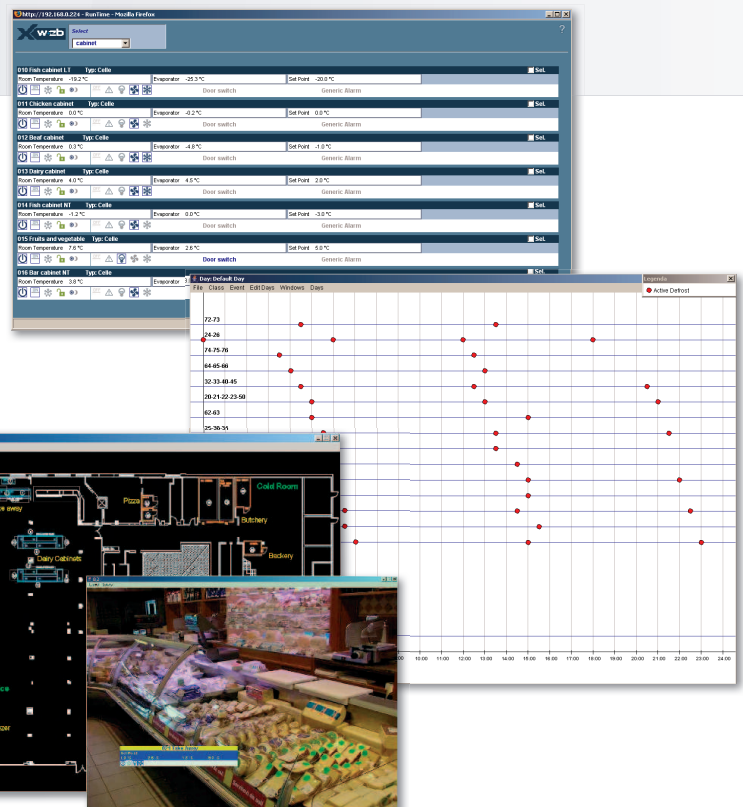 http://192.168.0.224 - RunTime - Mozilla Firefox
X web
Select
cabinet
?
010 Fish cabinet LT Typ: Celle Sel.
Room Temperature -19.2 °C Evaporator -25.3 °C Set Point -20.0 °C
Door switch Generic Alarm
011 Chicken cabinet Typ: Celle Sel.
Room Temperature 0.0 °C Evaporator -0.2 °C Set Point 0.0 °C
Door switch Generic Alarm
012 Beaf cabinet Typ: Celle Sel.
Room Temperature 0.3 °C Evaporator -4.8 °C Set Point -1.0 °C
Door switch Generic Alarm
013 Dairy cabinet Typ: Celle Sel.
Room Temperature 4.0 °C Evaporator 4.5 °C Set Point 2.0 °C
Door switch Generic Alarm
014 Fish cabinet NT Typ: Celle Sel.
Room Temperature -1.2 °C Evaporator 0.0 °C Set Point -3.0 °C
Door switch Generic Alarm
015 Fruits and vegetable Typ: Celle Sel.
Room Temperature 7.6 °C Evaporator 2.6 °C Set Point 5.0 °C
Door switch Generic Alarm
016 Bar cabinet NT Typ: Celle Sel.
Room Temperature 3.8 °C Evaporator
Day: Default Day
File Class Event Edit Days Windows Days
Legenda
Active Defrost
72-73
24-26
74-75-76
64-65-66
32-33-40-45
20-21-22-23-50
62-63
25-36-35
10:00 11:00 12:00 13:00 14:00 15:00 16:00 17:00 18:00 19:00 20:00 21:00 22:00 23:00 24:00
Cold Room
away
Pizza
Butchery
Dairy Cabinets
Backery
Take Away